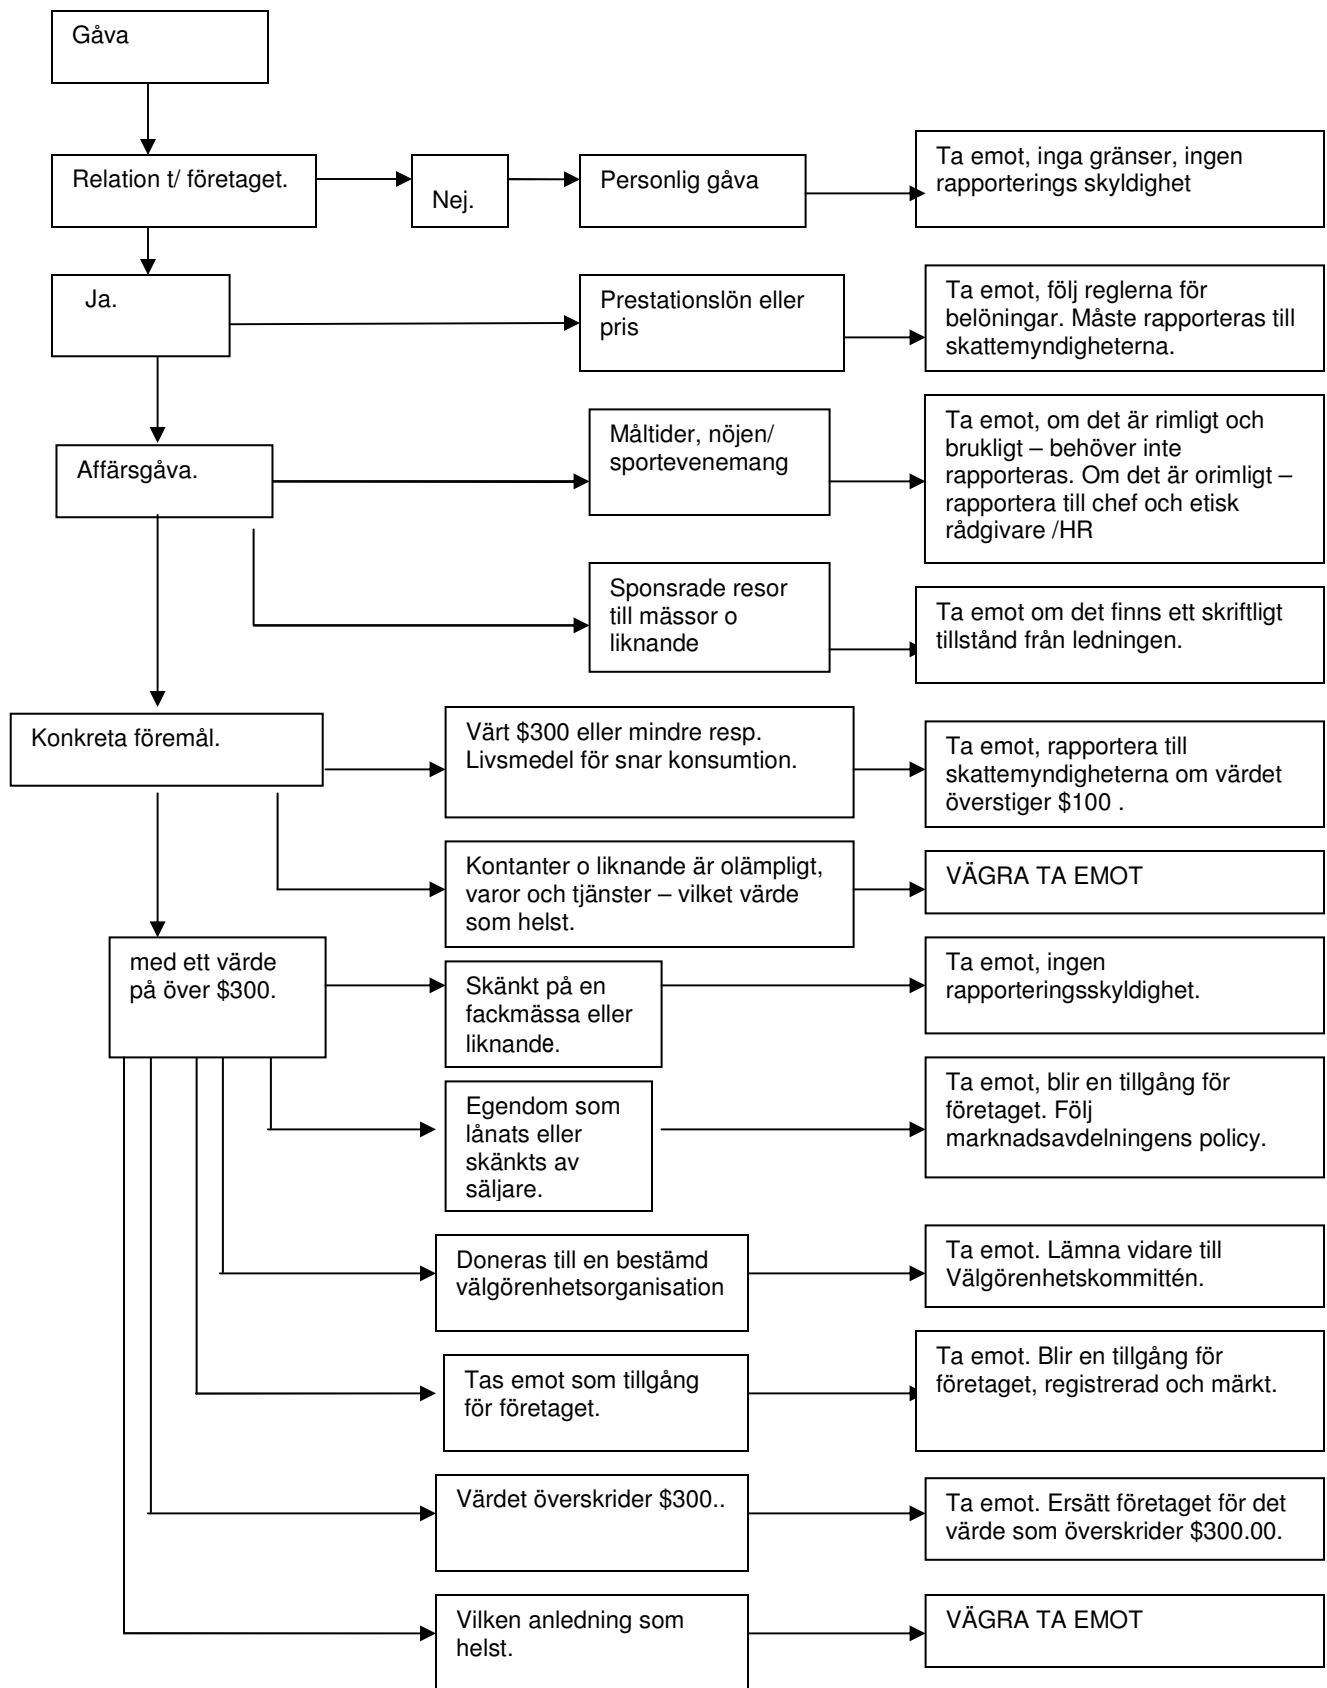 Gåva
Relation t/ företaget.
Nej.
Personlig gåva
Ta emot, inga gränser, ingen
rapporterings skyldighet
Ja.
Prestationslön eller
pris
Ta emot, följ reglerna för
belöningar. Måste rapporteras till
skattemyndigheterna.
Affärsgåva.
Måltider, nöjen/
sportevenemang
Ta emot, om det är rimligt och
brukligt – behöver inte
rapporteras. Om det är orimligt –
rapportera till chef och etisk
rådgivare /HR
Sponsrade resor
till mässor o
liknande
Ta emot om det finns ett skriftligt
tillstånd från ledningen.
Konkreta föremål.
Värt $300 eller mindre resp.
Livsmedel för snar konsumtion.
Ta emot, rapportera till
skattemyndigheterna om värdet
överstiger $100 .
Kontanter o liknande är olämpligt,
varor och tjänster – vilket värde
som helst.
VÄGRA TA EMOT
med ett värde
på över $300.
Skänkt på en
fackmässa eller
liknande.
Ta emot, ingen
rapporteringsskyldighet.
Egendom som
lånats eller
skänkts av
säljare.
Ta emot, blir en tillgång för
företaget. Följ
marknadsavdelningens policy.
Doneras till en bestämd
välgörenhetsorganisation
Ta emot. Lämna vidare till
Välgörenhetskommittén.
Tas emot som tillgång
för företaget.
Ta emot. Blir en tillgång för
företaget, registrerad och märkt.
Värdet överskrider $300..
Ta emot. Ersätt företaget för det
värde som överskrider $300.00.
Vilken anledning som
helst.
VÄGRA TA EMOT